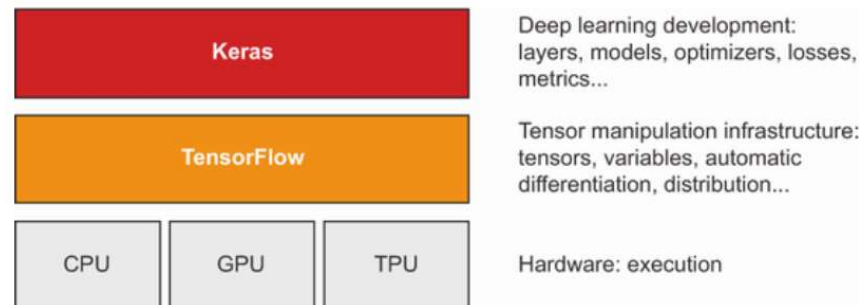 Keras
Deep learning development:
layers, models, optimizers, losses,
metrics...
TensorFlow
Tensor manipulation infrastructure:
tensors, variables, automatic
differentiation, distribution...
CPU
GPU
TPU
Hardware: execution